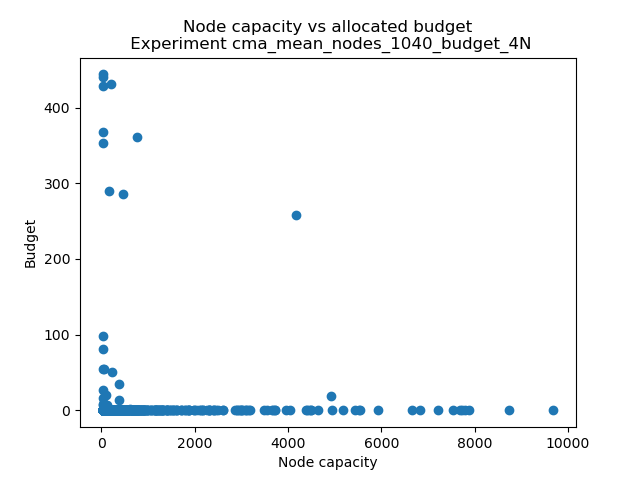 Node capacity vs allocated budget
Experiment cma_mean_nodes_1040_budget_4N
400
300
200
100
0
Budget
0 2000 4000 6000 8000 10000
Node capacity